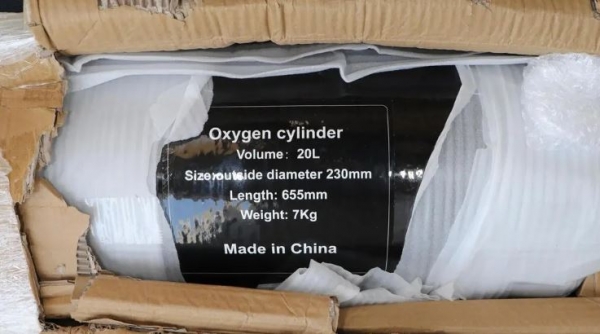 Oxygen cylinder
Volume: 20L
Size:outside diameter 230mm
Length: 655mm
Weight: 7Kg
Made in China